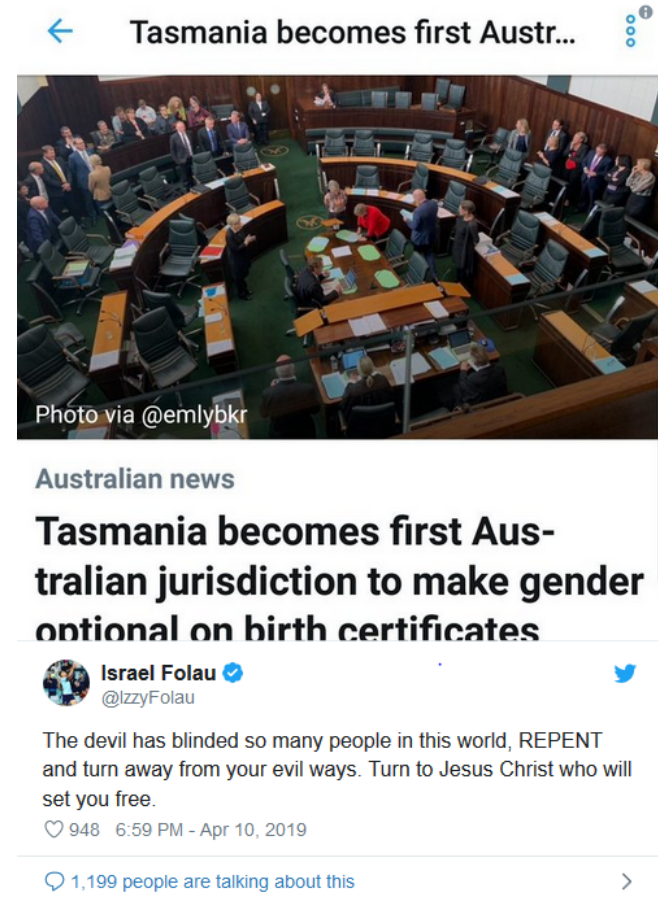 Tasmania becomes first Austr...
Photo via @emlybkr
Australian news
Tasmania becomes first Aus-
tralian jurisdiction to make gender
optional on birth certificates
Israel Folau
@IzzyFolau
The devil has blinded so many people in this world, REPENT
and turn away from your evil ways. Turn to Jesus Christ who will
set you free.
948 6:59 PM - Apr 10, 2019
1,199 people are talking about this